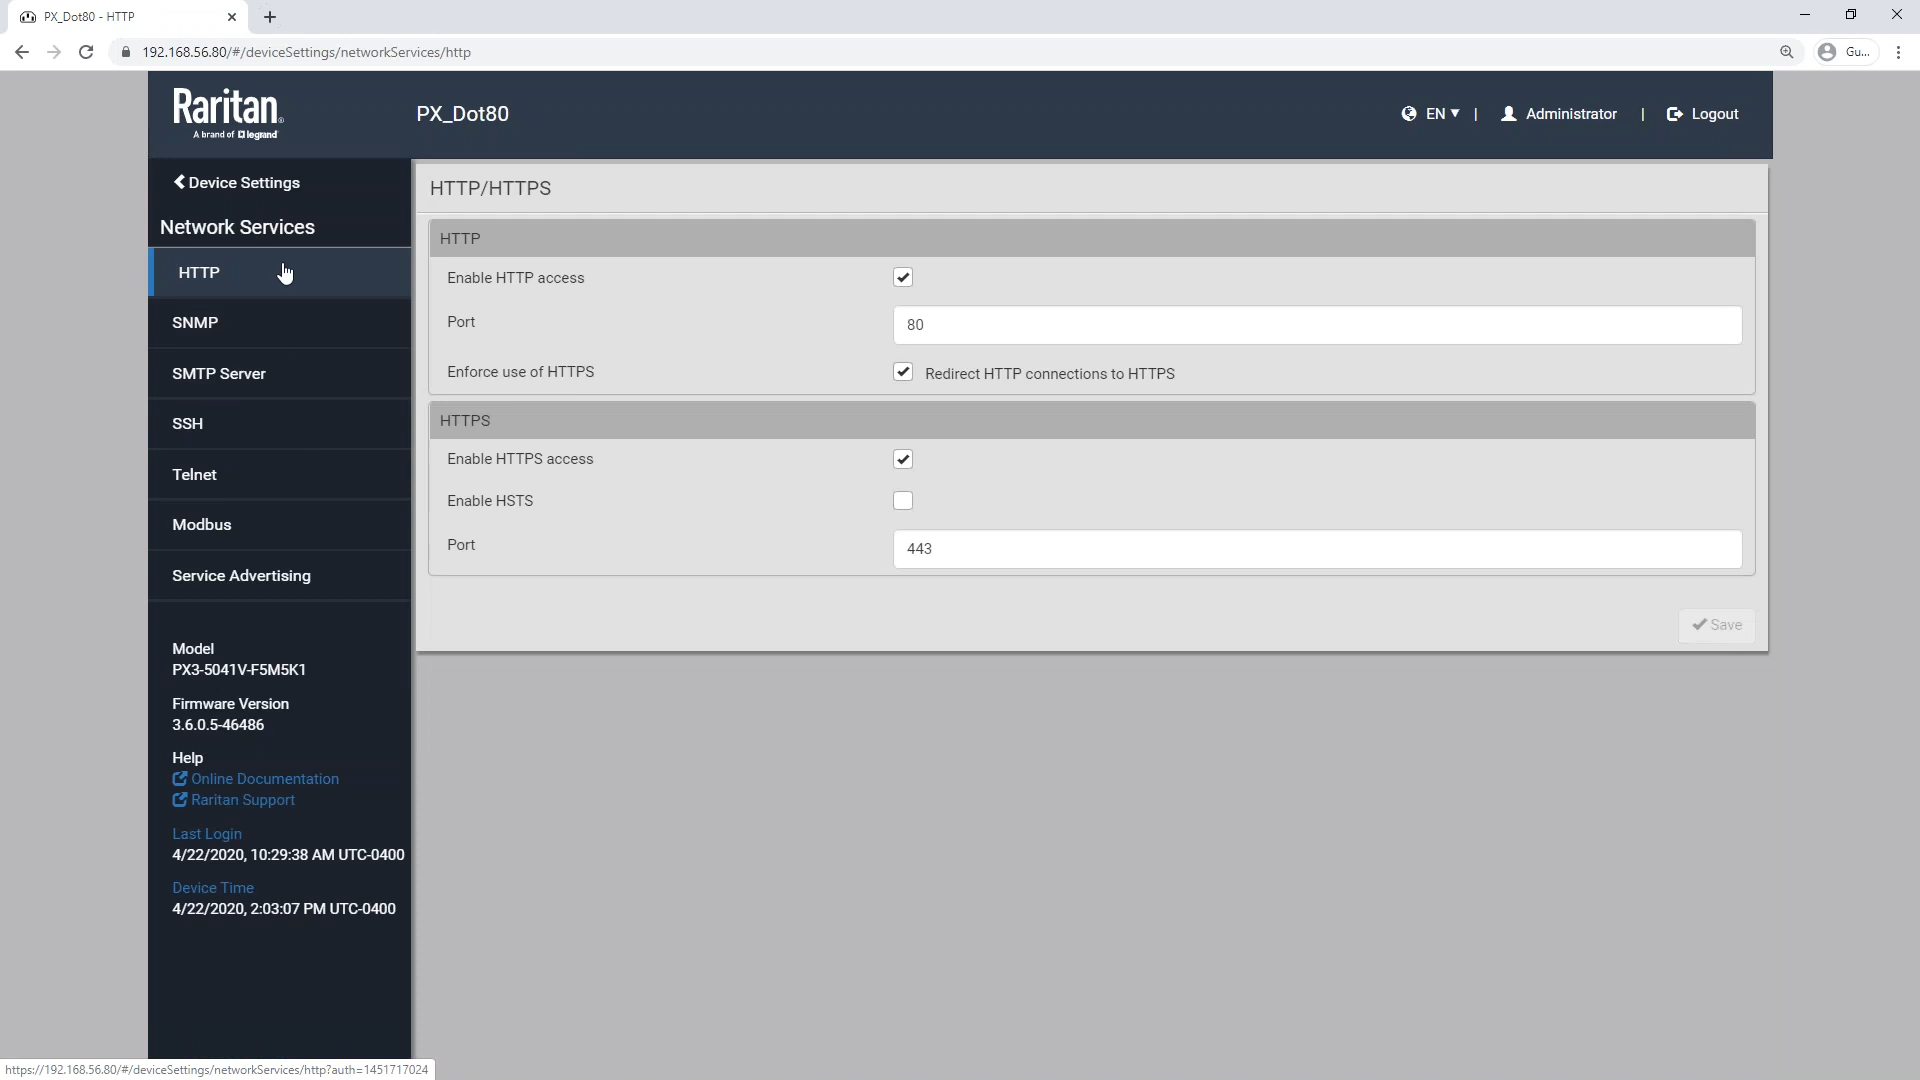 PX_Dot80 - HTTP
192.168.56.80/#/deviceSettings/networkServices/http
Gu...
Raritan.
A brand of legrand
PX_Dot80
EN ▼ | Administrator | Logout
Device Settings
Network Services
HTTP
SNMP
SMTP Server
SSH
Telnet
Modbus
Service Advertising
Model
PX3-5041V-F5M5K1
Firmware Version
3.6.0.5-46486
Help
Online Documentation
Raritan Support
Last Login
4/22/2020, 10:29:38 AM UTC-0400
Device Time
4/22/2020, 2:03:07 PM UTC-0400
HTTP/HTTPS
HTTP
Enable HTTP access
Port
80
Enforce use of HTTPS
Redirect HTTP connections to HTTPS
HTTPS
Enable HTTPS access
Enable HSTS
Port
443
Save
https://192.168.56.80/#/deviceSettings/networkServices/http?auth=1451717024